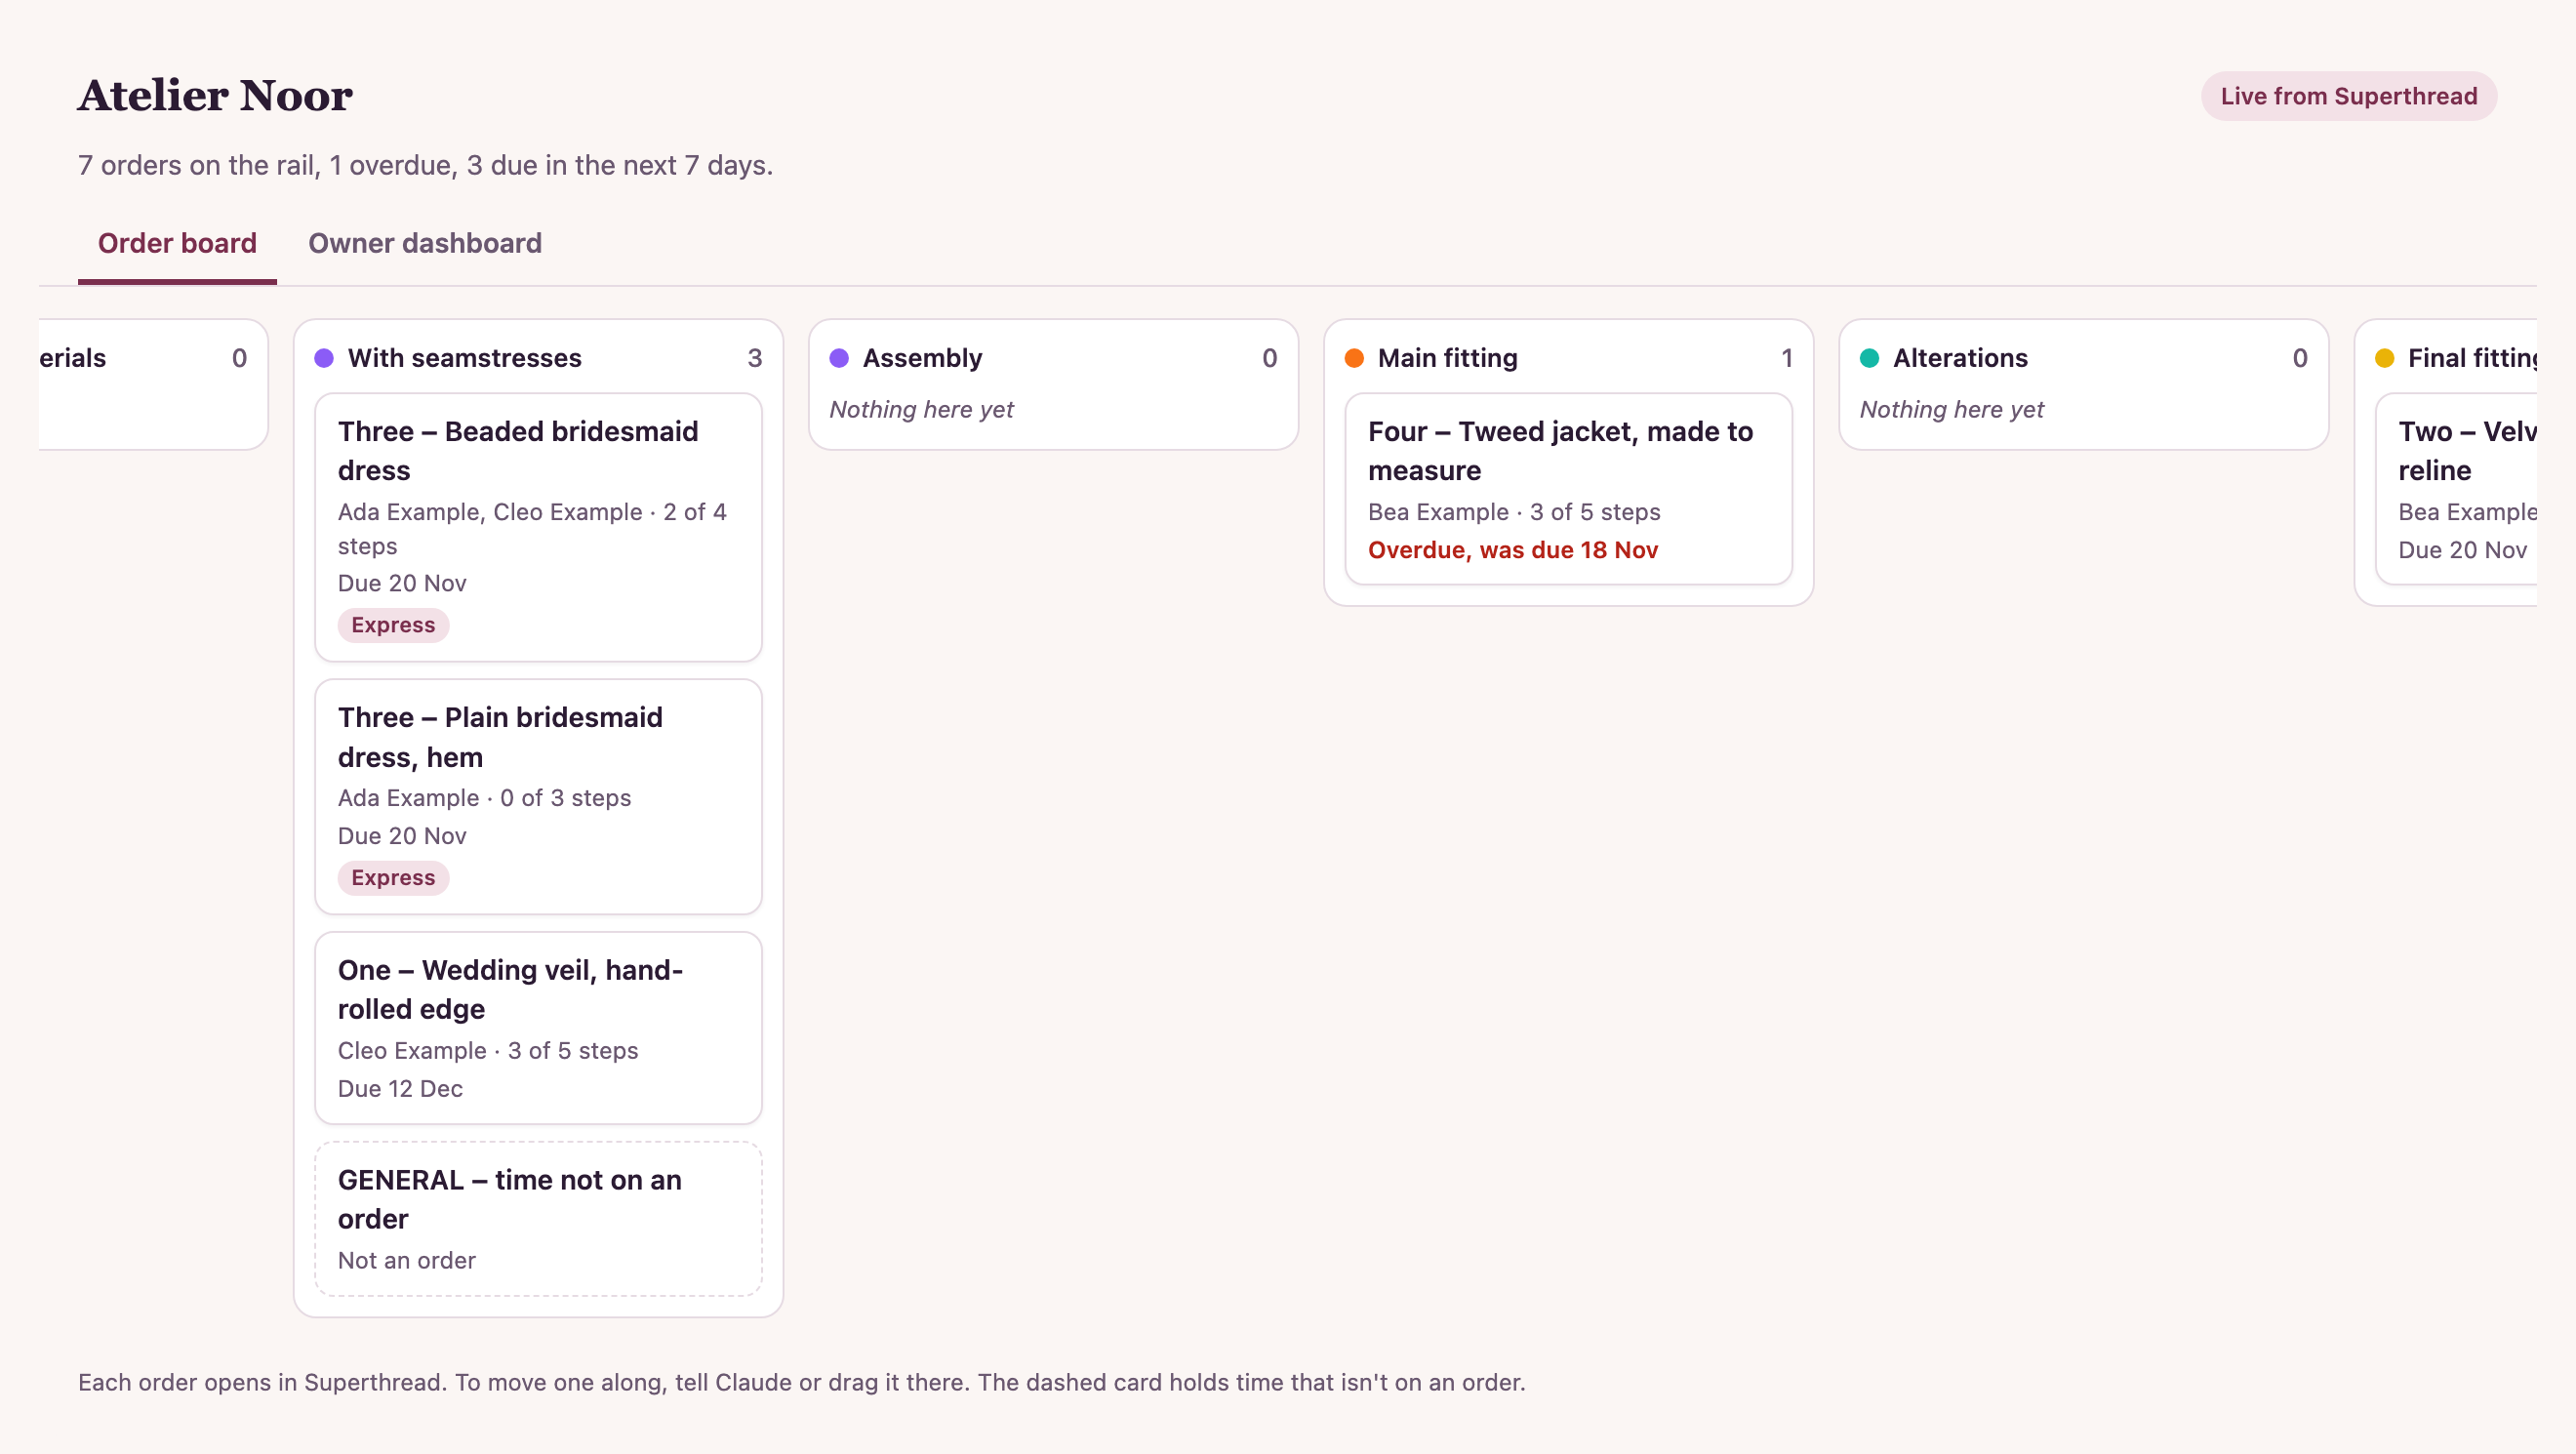 Atelier Noor
Live from Superthread
7 orders on the rail, 1 overdue, 3 due in the next 7 days.
Order board
Owner dashboard
erials 0
With seamstresses 3
Three – Beaded bridesmaid
dress
Ada Example, Cleo Example · 2 of 4
steps
Due 20 Nov
Express
Three – Plain bridesmaid
dress, hem
Ada Example · 0 of 3 steps
Due 20 Nov
Express
One – Wedding veil, hand-
rolled edge
Cleo Example · 3 of 5 steps
Due 12 Dec
GENERAL – time not on an
order
Not an order
Assembly 0
Nothing here yet
Main fitting 1
Four – Tweed jacket, made to
measure
Bea Example · 3 of 5 steps
Overdue, was due 18 Nov
Alterations 0
Nothing here yet
Final fitting
Two – Velv
reline
Bea Example
Due 20 Nov
Each order opens in Superthread. To move one along, tell Claude or drag it there. The dashed card holds time that isn't on an order.